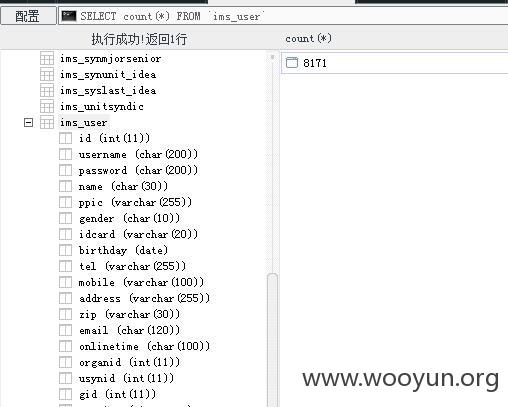 配置 SELECT count(*) FROM `ims_user`
执行成功!返回1行 count(*)
ims_synmjorsenior
8171
ims_synunit_idea
ims_syslast_idea
ims_unitsyndic
ims_user
id (int(11))
username (char(200))
password (char(200))
name (char(30))
ppic (varchar(255))
gender (char(10))
idcard (varchar(20))
birthday (date)
tel (varchar(255))
mobile (varchar(100))
address (varchar(255))
zip (varchar(30))
email (char(120))
onlinetime (char(100))
organid (int(11))
usynid (int(11))
gid (int(11))
www.wooyun.org